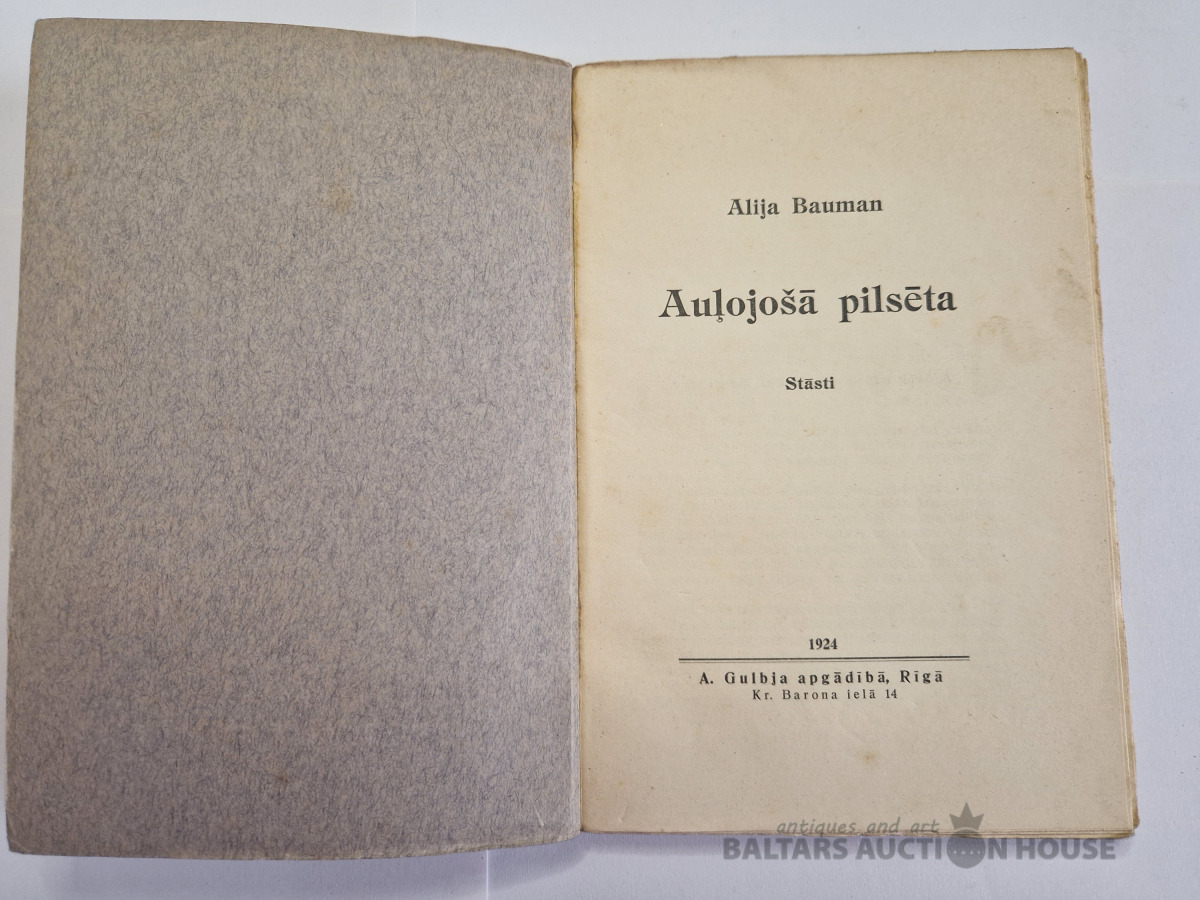 Alija Bauman
Auļojošā pilsēta
Stāsti
1924
A. Gulbja apgādībā, Rīgā
Kr. Barona ielā 14
antiques and art
BALTARS AUCTION HOUSE